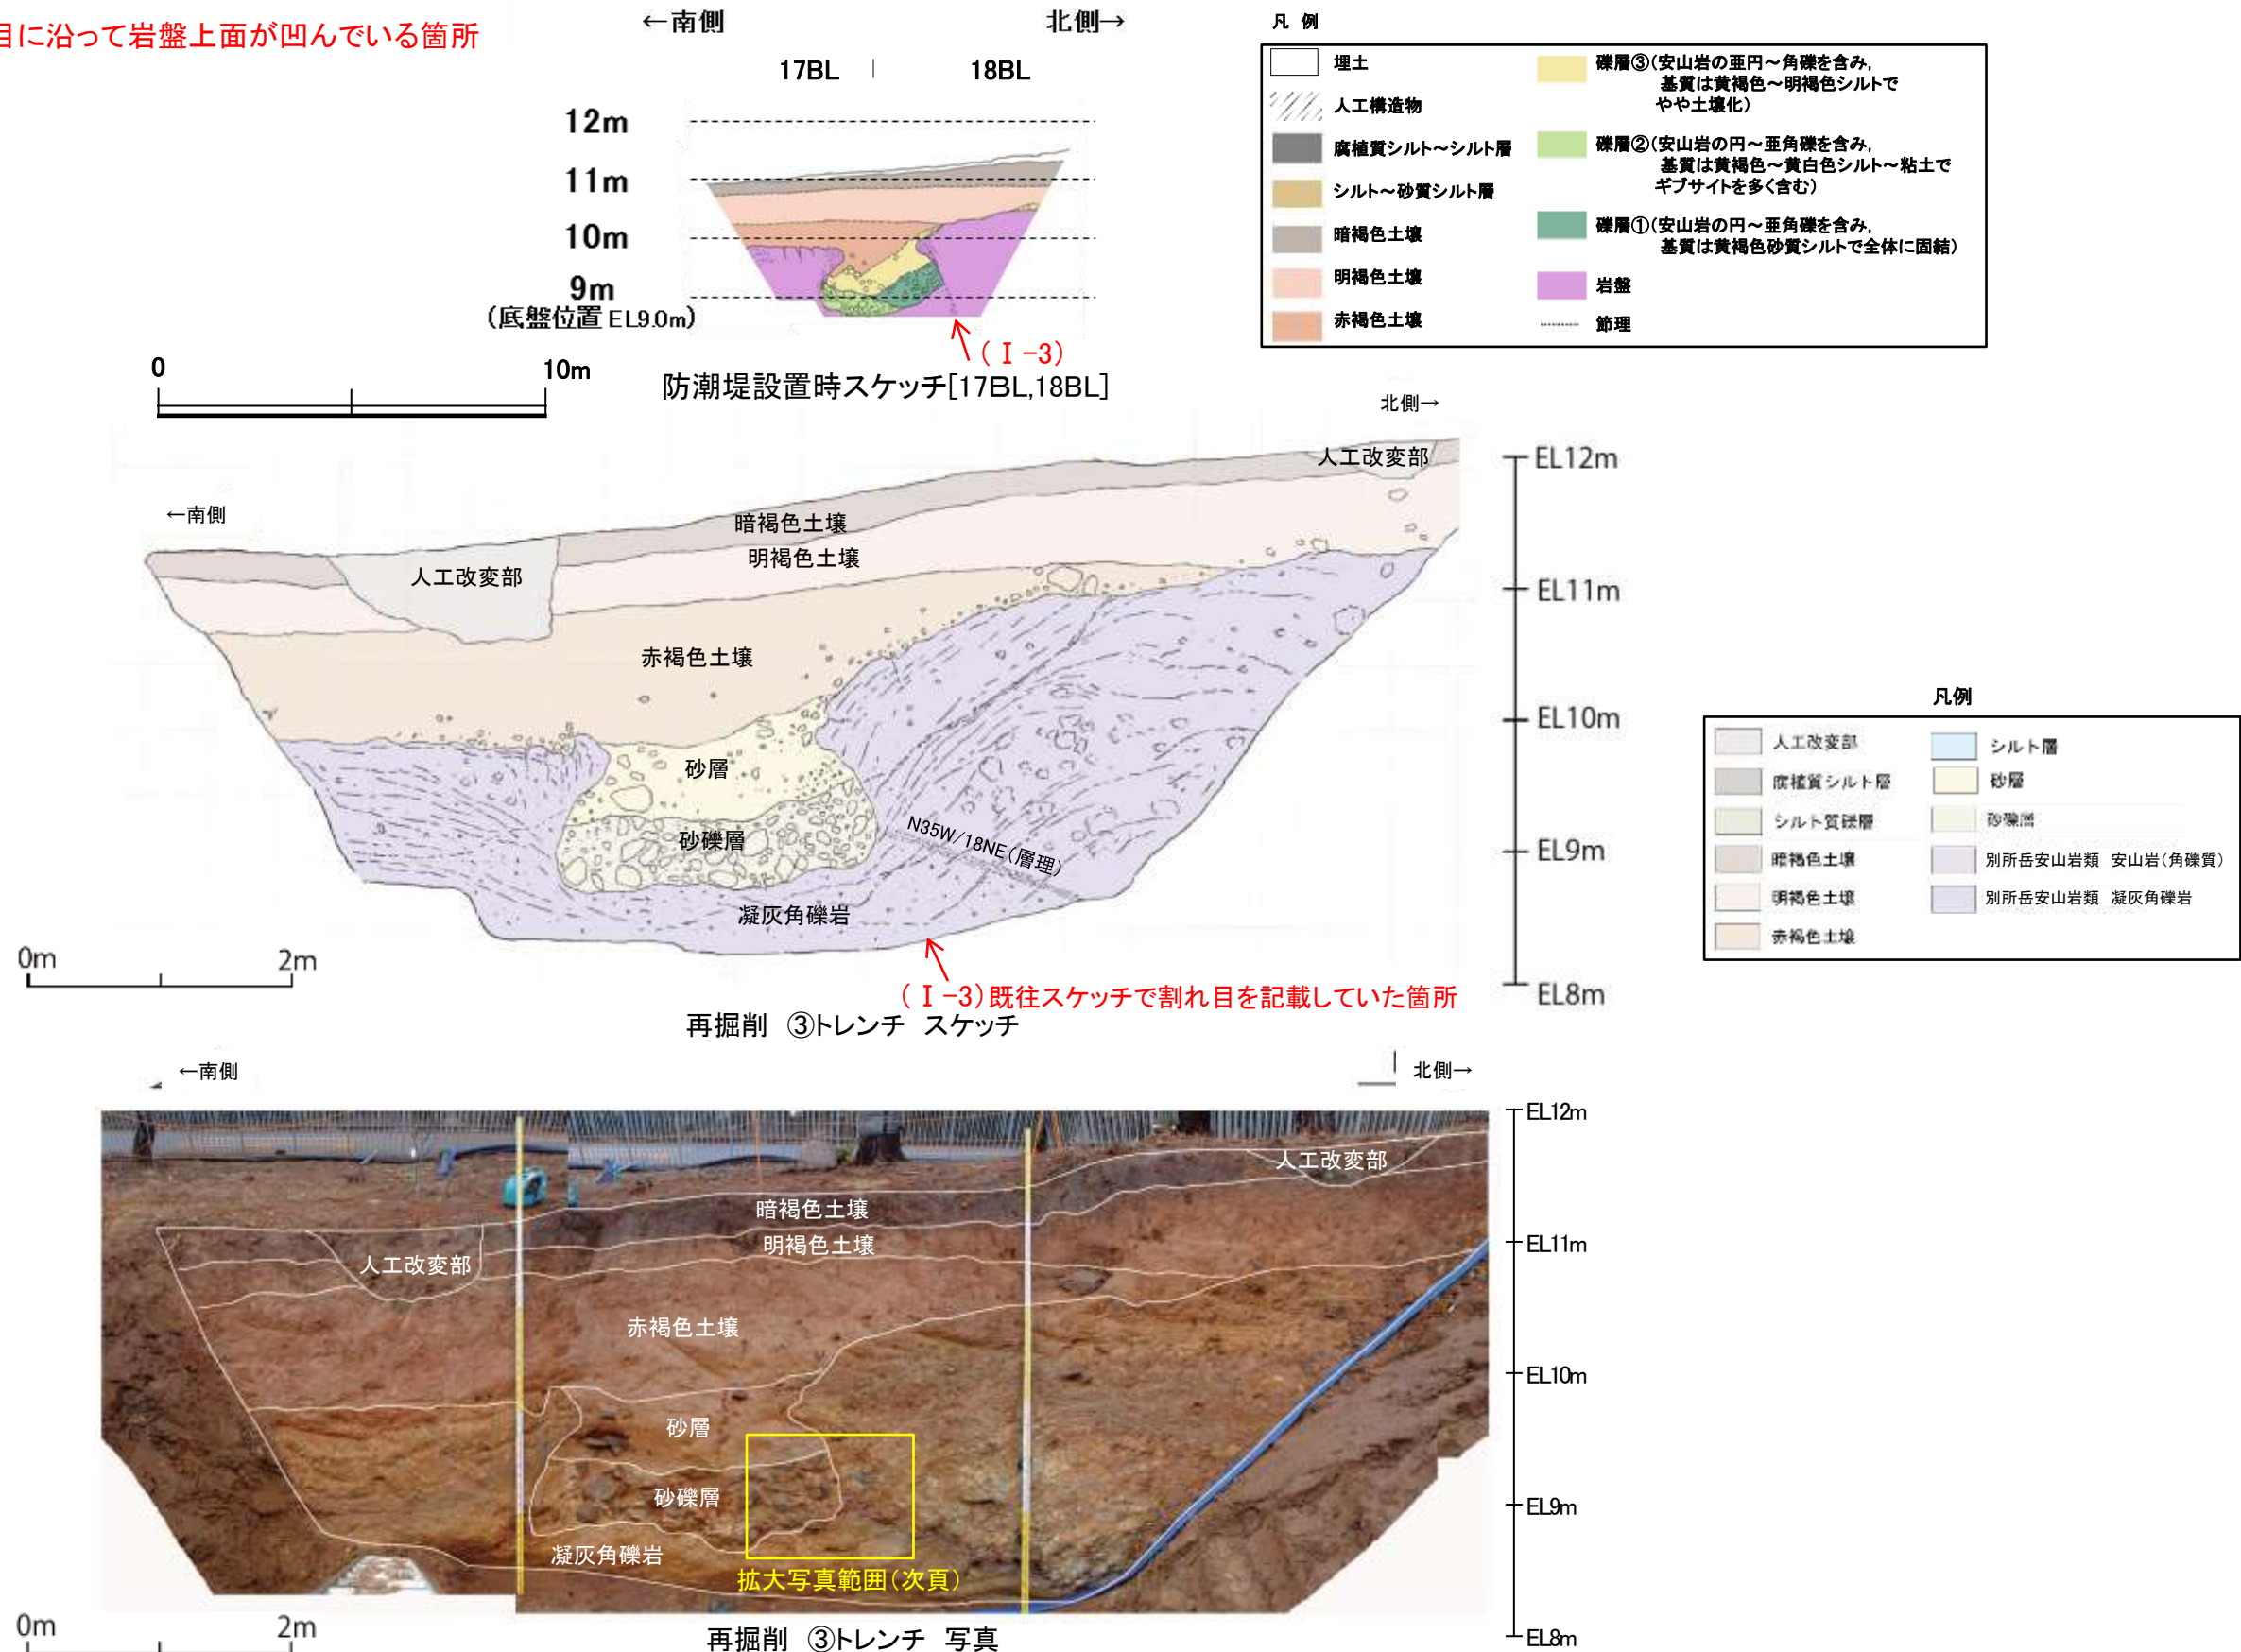 目に沿って岩盤上面が凹んでいる箇所
←南側
北側→
17BL
18BL
12m
11m
10m
9m
(底盤位置 EL9.0m)
(Ⅰ-3)
0
10m
防潮堤設置時スケッチ[17BL,18BL]
凡 例
埋土
人工構造物
腐植質シルト～シルト層
シルト～砂質シルト層
暗褐色土壌
明褐色土壌
赤褐色土壌
礫層③(安山岩の亜円～角礫を含み,
基質は黄褐色～明褐色シルトで
やや土壌化)
礫層②(安山岩の円～亜角礫を含み,
基質は黄褐色～黄白色シルト～粘土で
ギブサイトを多く含む)
礫層①(安山岩の円～亜角礫を含み,
基質は黄褐色砂質シルトで全体に固結)
岩盤
節理
北側→
←南側
人工改変部
暗褐色土壌
明褐色土壌
人工改変部
赤褐色土壌
砂層
砂礫層
N35W/18NE(層理)
凝灰角礫岩
EL12m
EL11m
EL10m
EL9m
EL8m
0m
2m
(Ⅰ-3)既往スケッチで割れ目を記載していた箇所
再掘削 ③トレンチ スケッチ
凡例
人工改変部
腐植質シルト層
シルト質礫層
暗褐色土壌
明褐色土壌
赤褐色土壌
シルト層
砂層
砂礫層
別所岳安山岩類 安山岩(角礫質)
別所岳安山岩類 凝灰角礫岩
←南側
北側→
人工改変部
暗褐色土壌
明褐色土壌
人工改変部
赤褐色土壌
砂層
砂礫層
凝灰角礫岩
拡大写真範囲(次頁)
EL12m
EL11m
EL10m
EL9m
EL8m
0m
2m
再掘削 ③トレンチ 写真